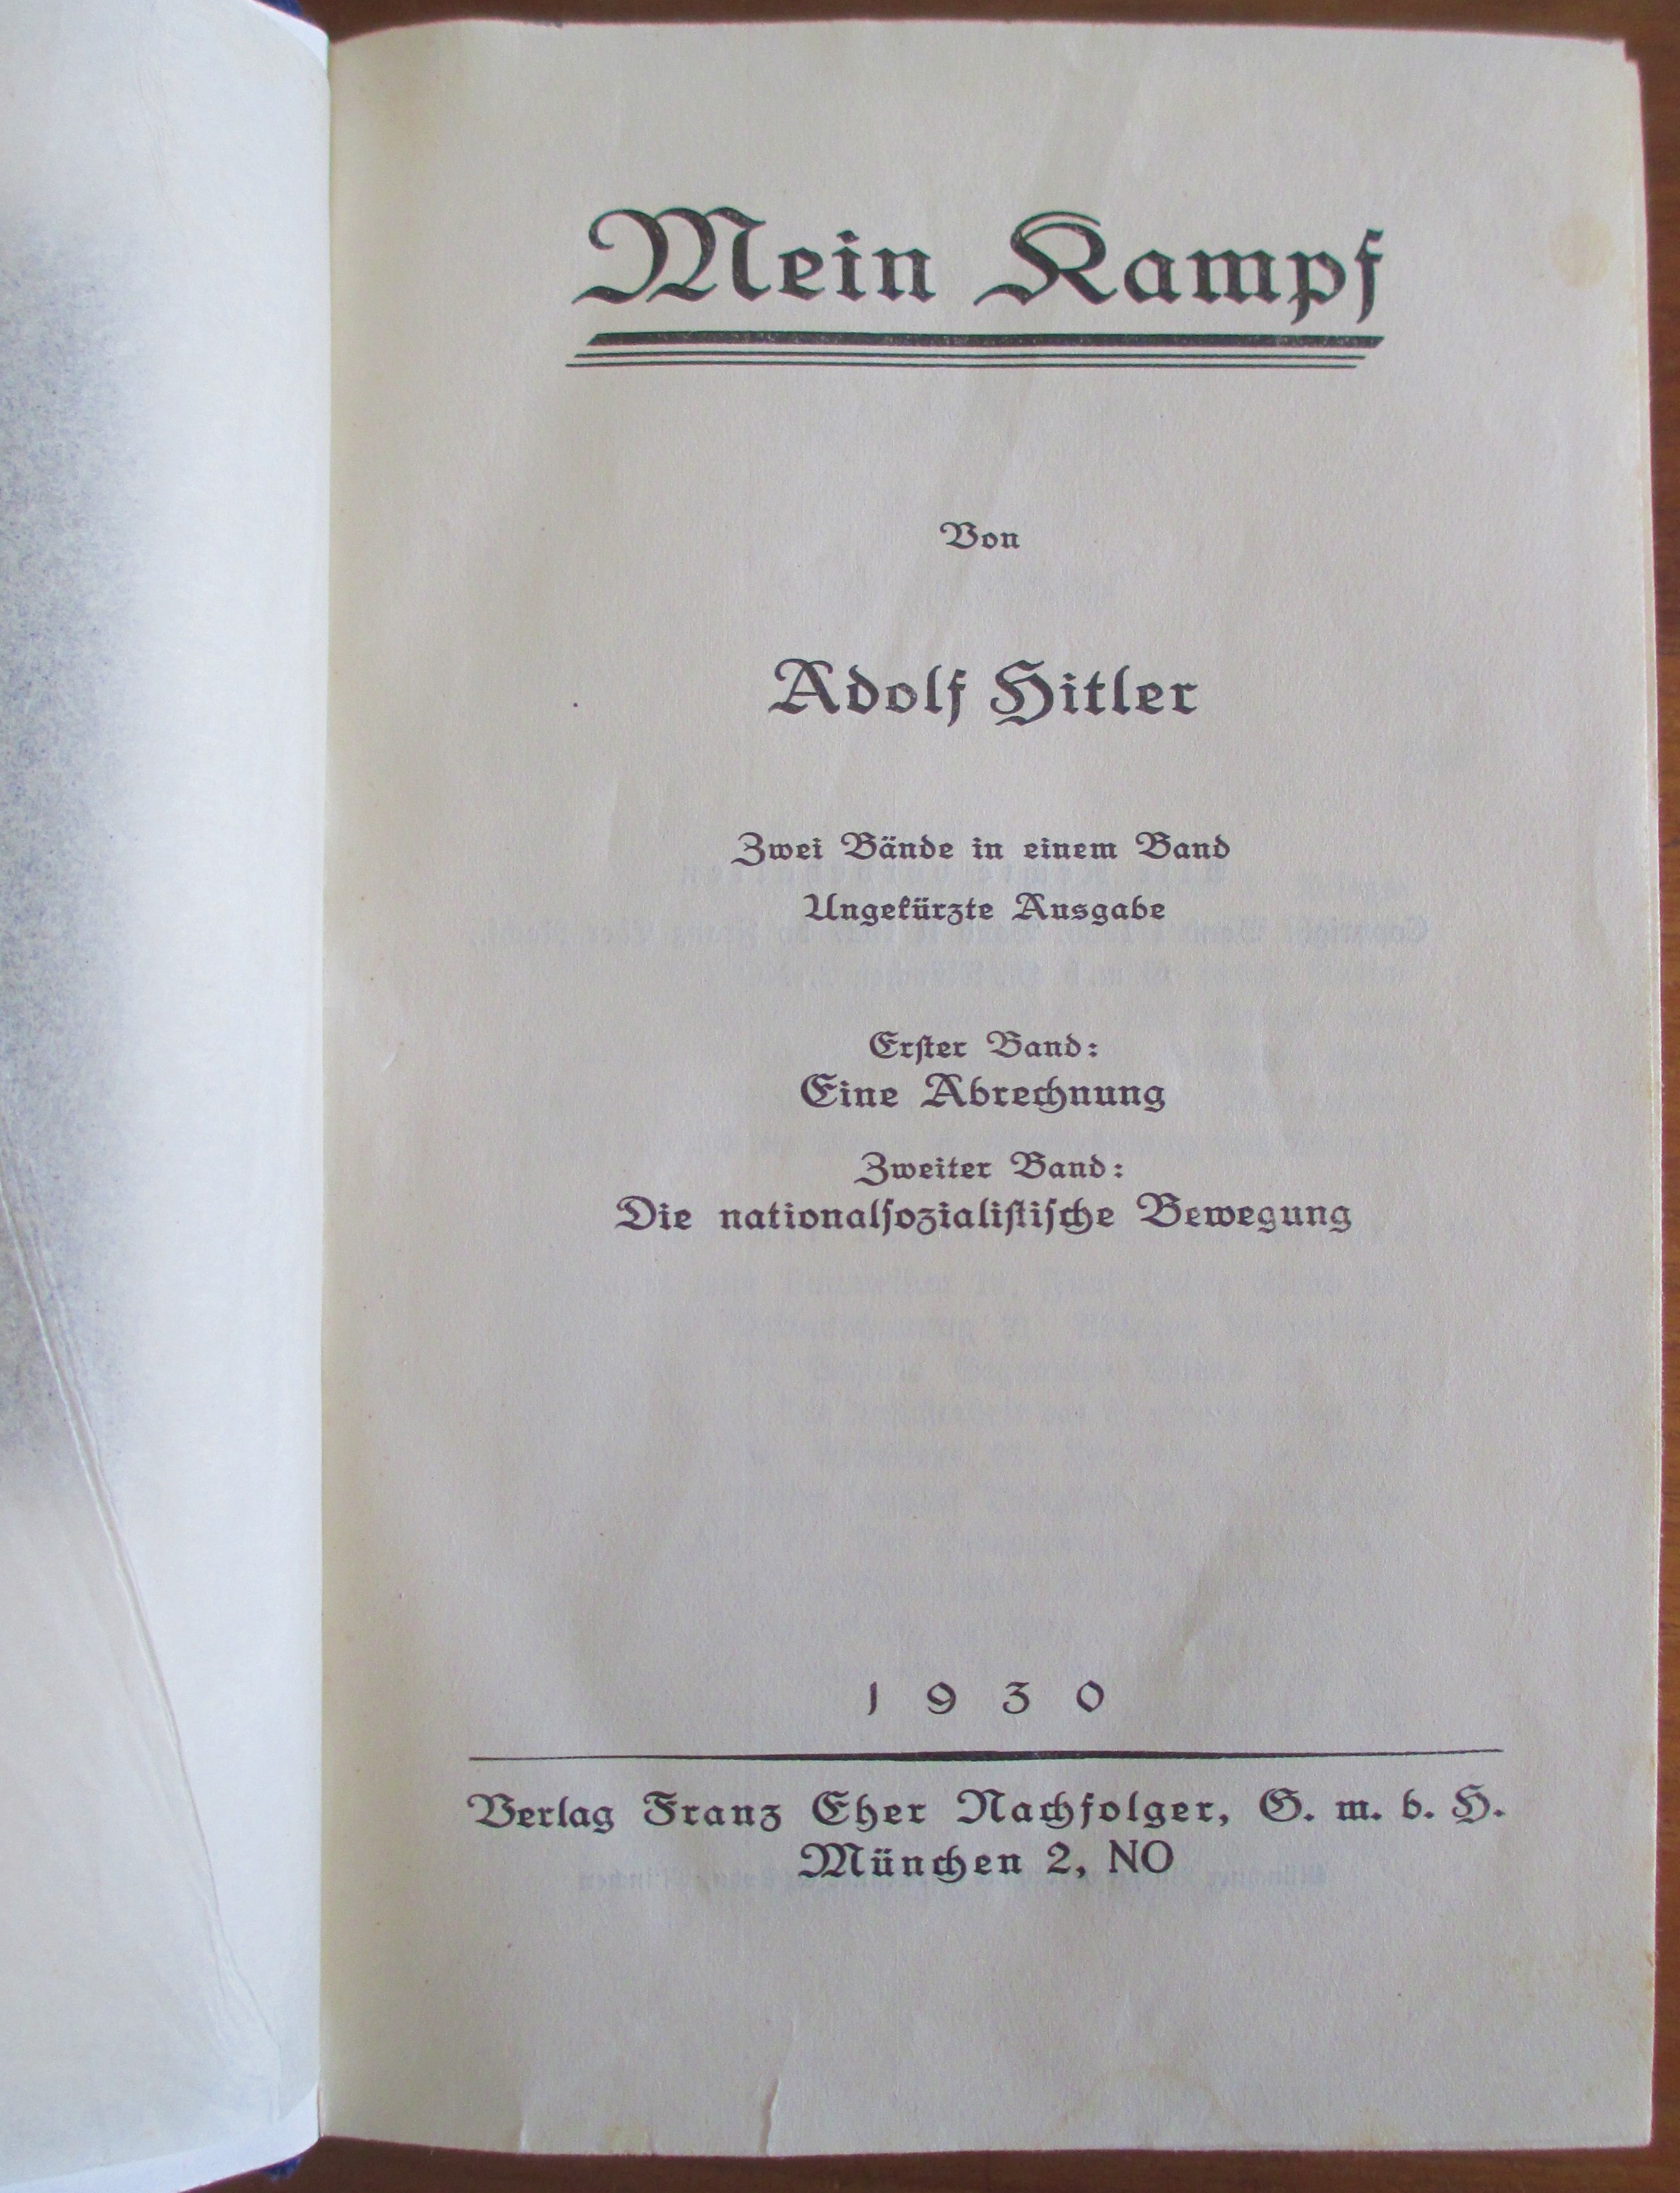 Mein Kampf
Von
Adolf Hitler
Zwei Bände in einem Band
Ungekürzte Ausgabe
Erster Band:
Eine Abrechnung
Zweiter Band:
Die nationalsozialistische Bewegung
1930
Verlag Franz Eher Nachfolger, G. m. b. H.
München 2, NO